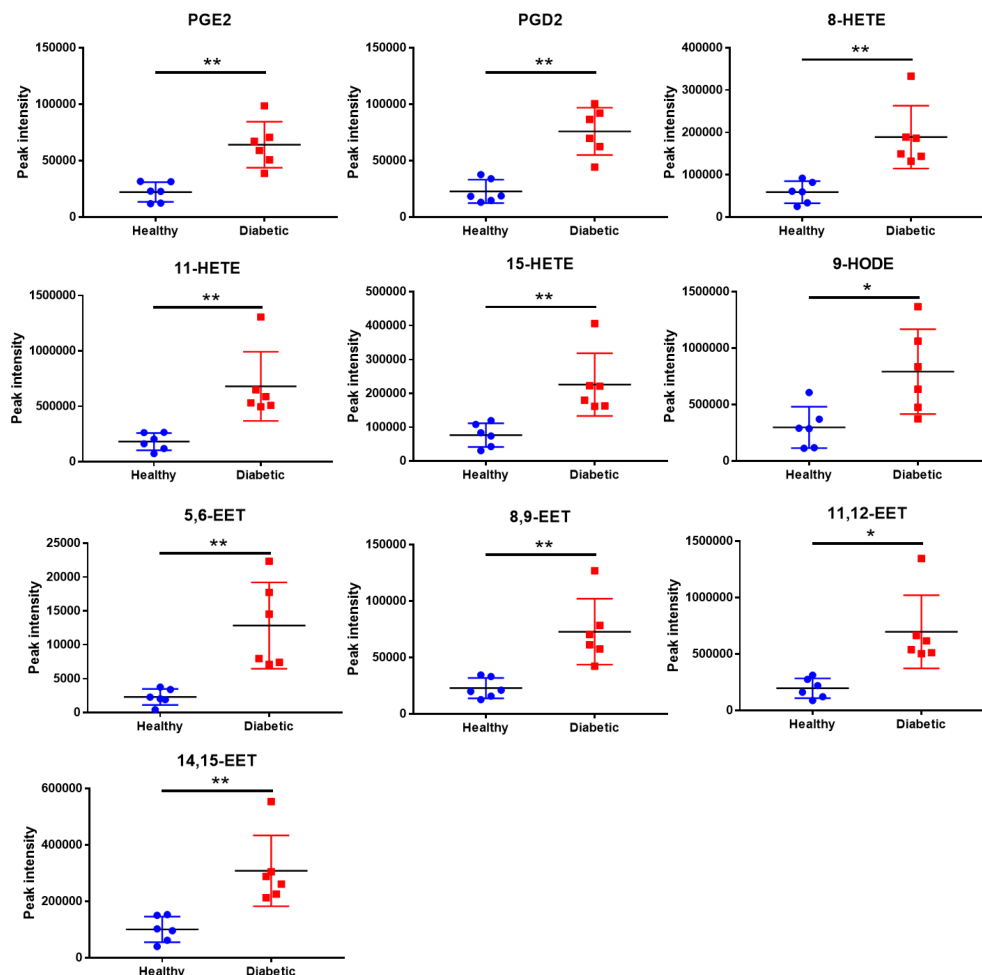 PGE2
PGD2
8-HETE
Peak intensity
150000
100000
50000
0
**
Healthy
Diabetic
Peak intensity
150000
100000
50000
0
**
Healthy
Diabetic
Peak intensity
400000
300000
200000
100000
0
**
Healthy
Diabetic
11-HETE
15-HETE
9-HODE
Peak intensity
1500000
1000000
500000
0
**
Healthy
Diabetic
Peak intensity
500000
400000
300000
200000
100000
0
**
Healthy
Diabetic
Peak intensity
1500000
1000000
500000
0
*
Healthy
Diabetic
5,6-EET
8,9-EET
11,12-EET
Peak intensity
25000
20000
15000
10000
5000
0
**
Healthy
Diabetic
Peak intensity
150000
100000
50000
0
**
Healthy
Diabetic
Peak intensity
1500000
1000000
500000
0
*
Healthy
Diabetic
14,15-EET
Peak intensity
600000
400000
200000
0
**
Healthy
Diabetic